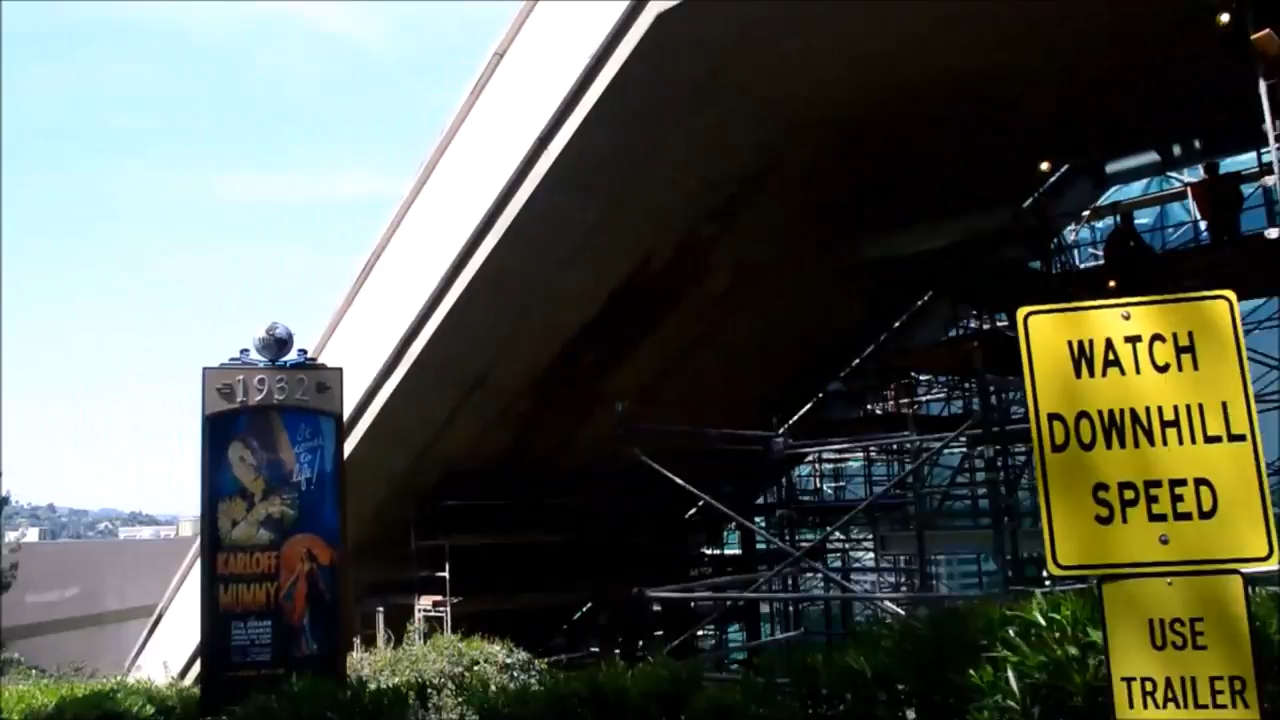 1932
It
comes
to
life!
KARLOFF
MUMMY
WATCH
DOWNHILL
SPEED
USE
TRAILER